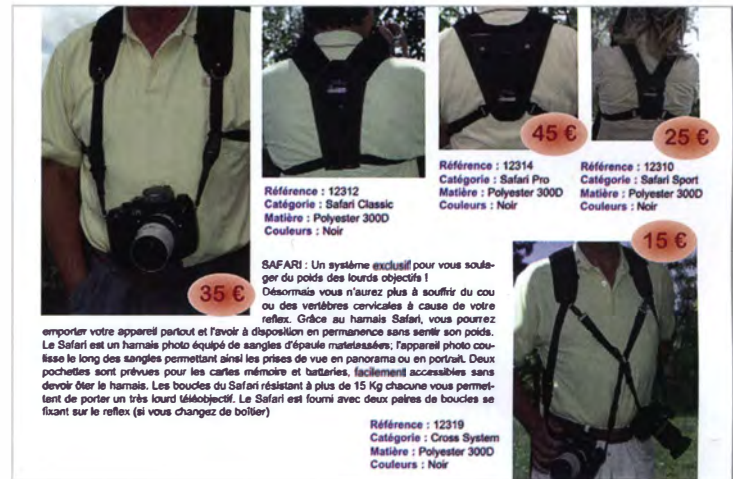 45 €
25 €
Référence : 12312
Catégorie : Safari Classic
Matière : Polyester 300D
Couleurs : Noir
Référence : 12314
Catégorie : Safari Pro
Matière : Polyester 300D
Couleurs : Noir
Référence : 12310
Catégorie : Safari Sport
Matière : Polyester 300D
Couleurs : Noir
35 €
15 €
SAFARI : Un système exclusif pour vous soula-
ger du poids des lourds objectifs !
Désormais vous n'aurez plus à souffrir du cou
ou des vertèbres cervicales à cause de votre
reflex. Grâce au harnais Safari, vous pourrez
emporter votre appareil partout et l'avoir à disposition en permanence sans sentir son poids.
Le Safari est un harnais photo équipé de sangles d'épaule matelassées; l'appareil photo cou-
lisse le long des sangles permettant ainsi les prises de vue en panorama ou en portrait. Deux
pochettes sont prévues pour les cartes mémoire et batteries, facilement accessibles sans
devoir ôter le harnais. Les boucles du Safari résistant à plus de 15 Kg chacune vous permet-
tent de porter un très lourd téléobjectif. Le Safari est fourni avec deux paires de boucles se
fixant sur le reflex (si vous changez de boîtier)
Référence : 12319
Catégorie : Cross System
Matière : Polyester 300D
Couleurs : Noir